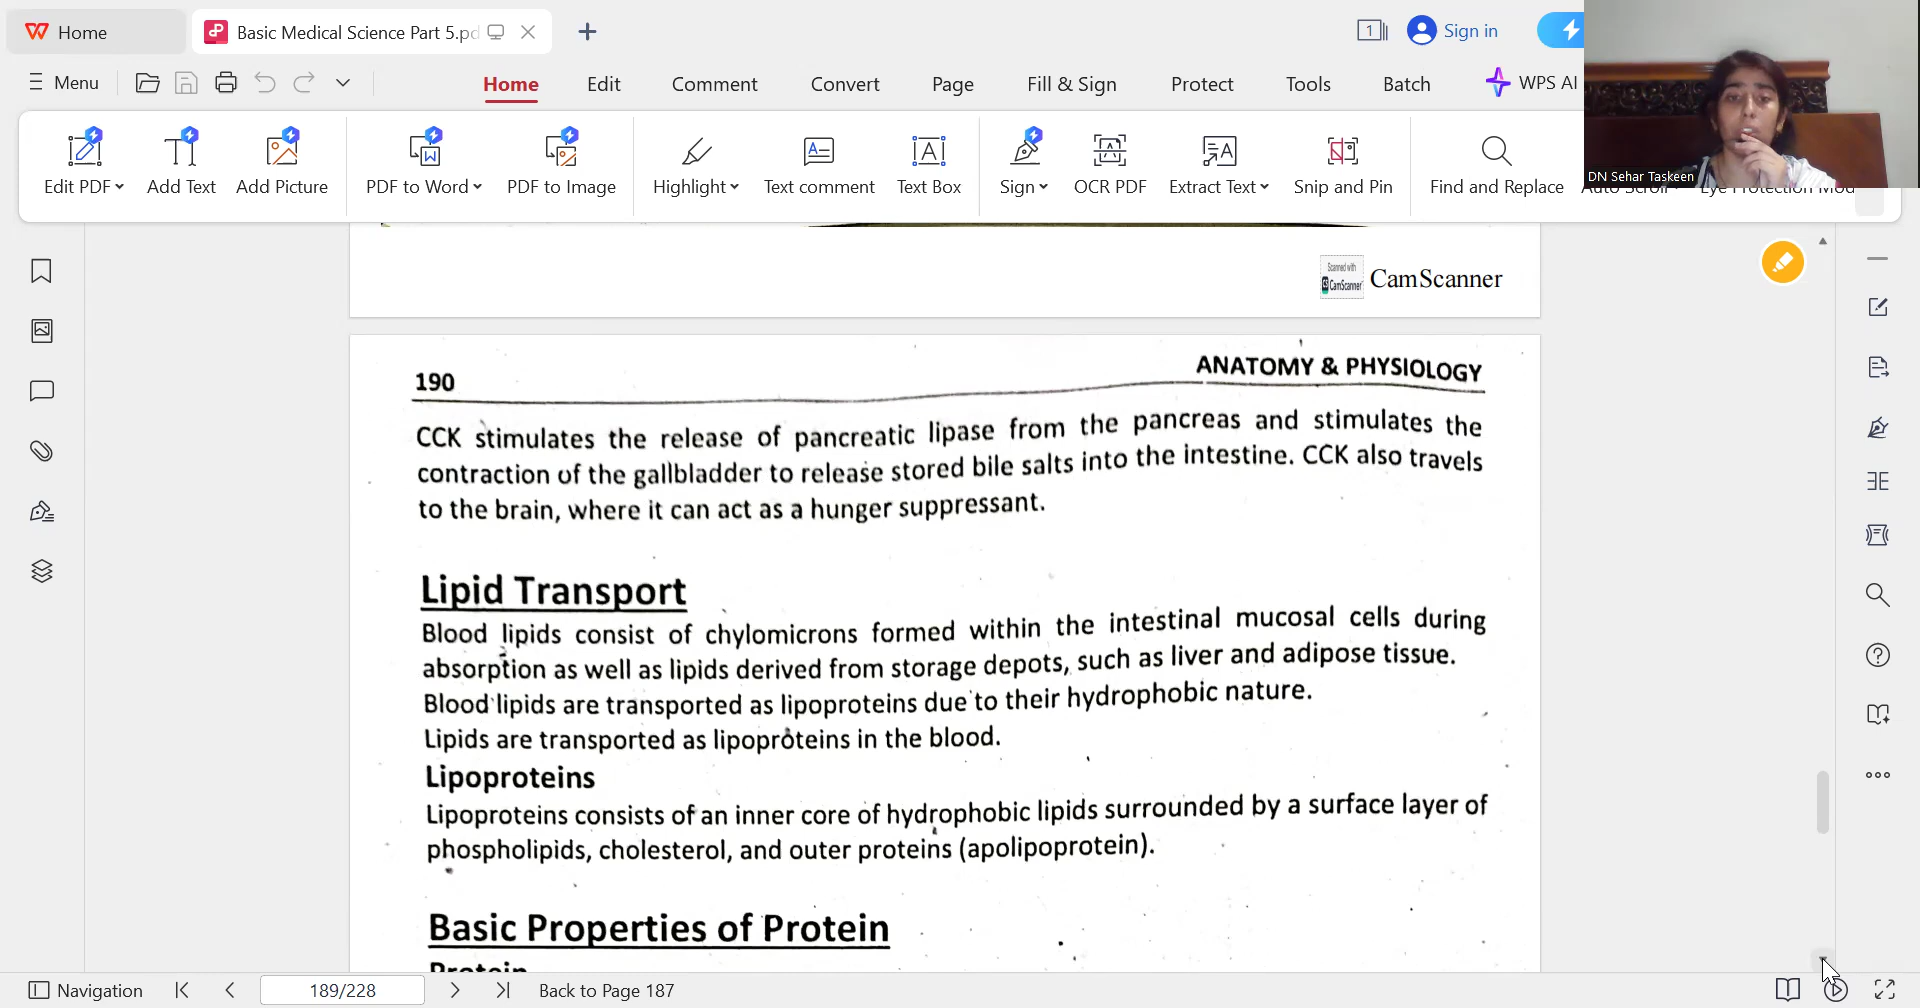 Home
Basic Medical Science Part 5.pd
1
Sign in
Menu
Home
Edit
Comment
Convert
Page
Fill & Sign
Protect
Tools
Batch
WPS AI
Edit PDF
Add Text
Add Picture
PDF to Word
PDF to Image
Highlight
Text comment
Text Box
Sign
OCR PDF
Extract Text
Snip and Pin
Find and Replace
DN Sehar Taskeen
Scanned with
CS CamScanner
CamScanner
190
ANATOMY & PHYSIOLOGY
CCK stimulates the release of pancreatic lipase from the pancreas and stimulates the
contraction of the gallbladder to release stored bile salts into the intestine. CCK also travels
to the brain, where it can act as a hunger suppressant.
Lipid Transport
Blood lipids consist of chylomicrons formed within the intestinal mucosal cells during
absorption as well as lipids derived from storage depots, such as liver and adipose tissue.
Blood lipids are transported as lipoproteins due to their hydrophobic nature.
Lipids are transported as lipoproteins in the blood.
Lipoproteins
Lipoproteins consists of an inner core of hydrophobic lipids surrounded by a surface layer of
phospholipids, cholesterol, and outer proteins (apolipoprotein).
Basic Properties of Protein
Protein
Navigation
189/228
Back to Page 187